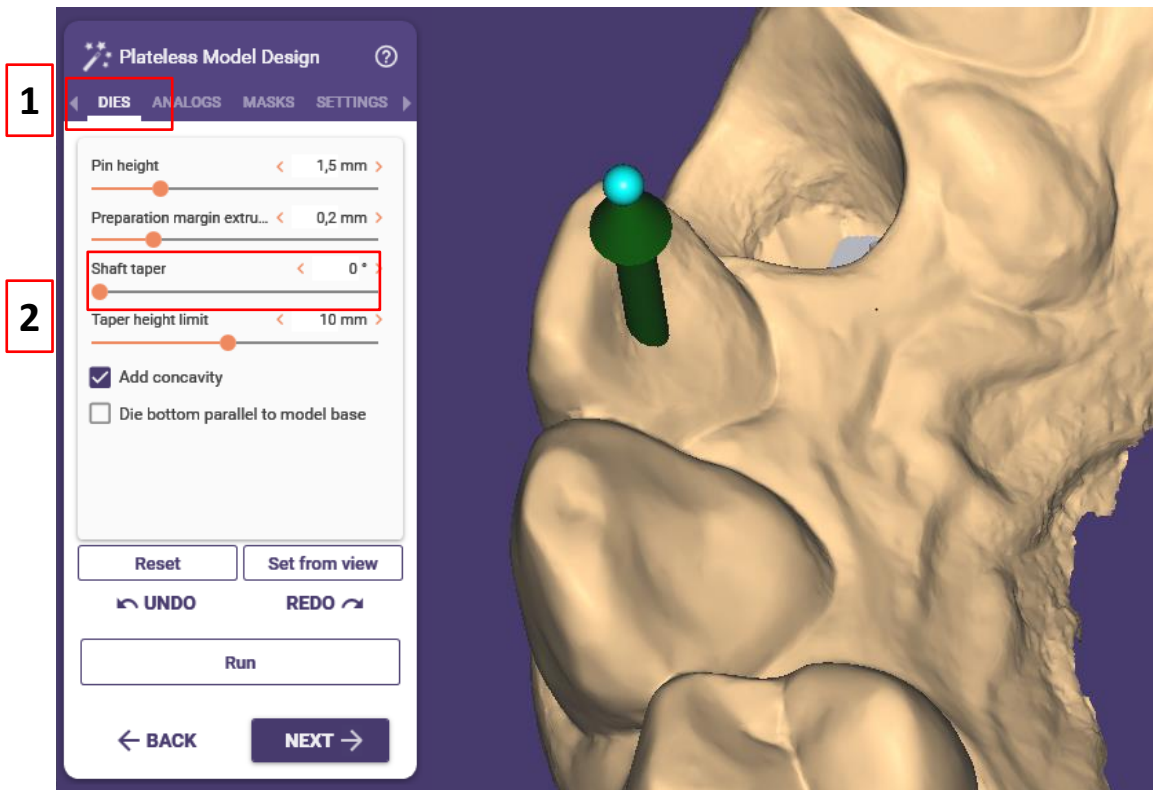 Plateless Model Design ?
1
DIES ANALOGS MASKS SETTINGS
Pin height < 1,5 mm >
Preparation margin extru... < 0,2 mm >
Shaft taper < 0 ° >
2
Taper height limit < 10 mm >
Add concavity
Die bottom parallel to model base
Reset Set from view
UNDO REDO
Run
BACK NEXT